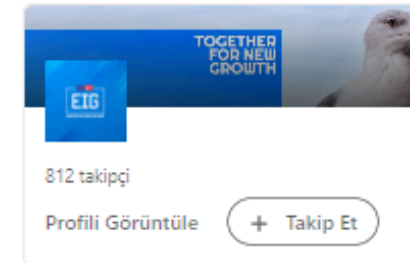 TOGETHER
FOR NEW
GROWTH
EIG
812 takipçi
Profili Görüntüle
+ Takip Et